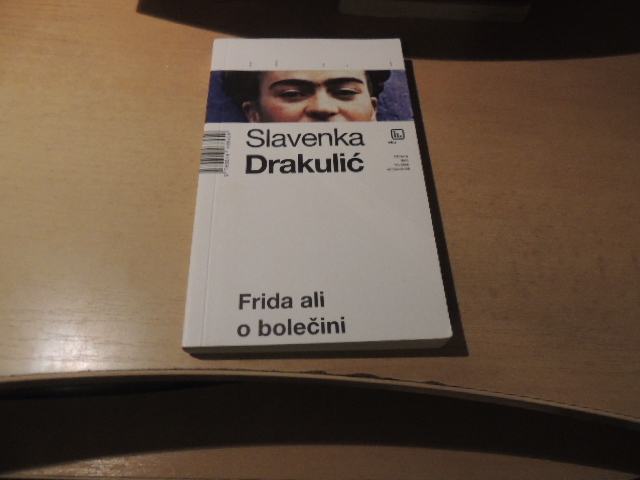 Slavenka
Drakulić
Frida ali
o bolečini